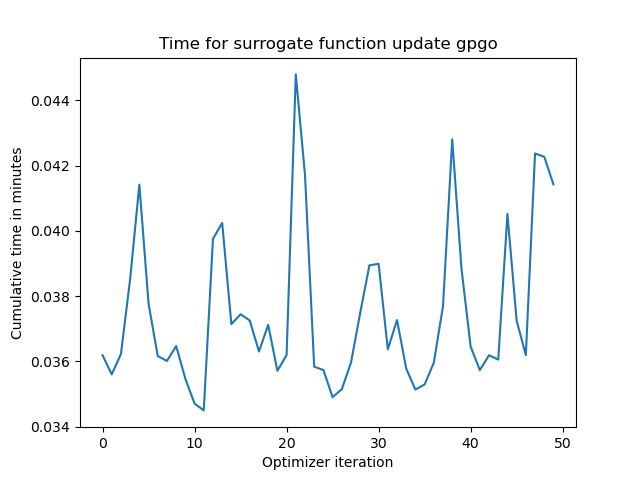 Time for surrogate function update gpgo
Cumulative time in minutes
0.044
0.042
0.040
0.038
0.036
0.034
0 10 20 30 40 50
Optimizer iteration